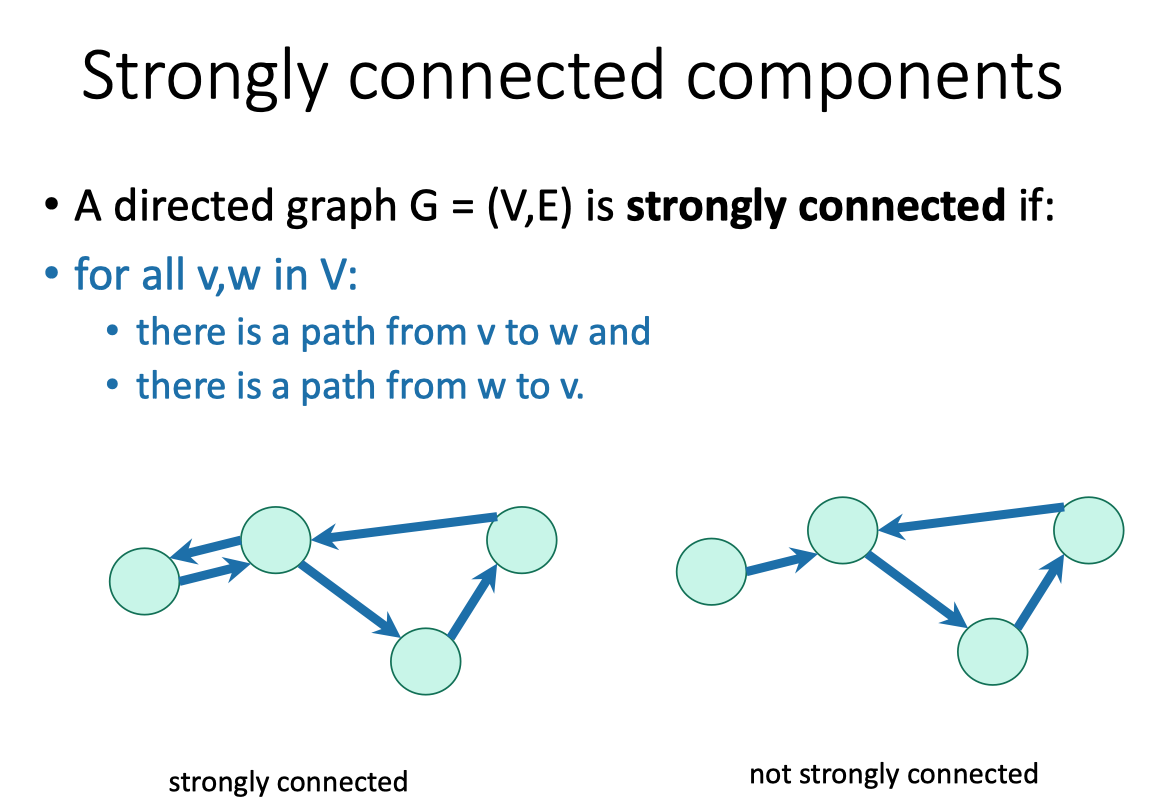 Strongly connected components
• A directed graph G = (V,E) is strongly connected if:
• for all v,w in V:
• there is a path from v to w and
• there is a path from w to v.
strongly connected
not strongly connected